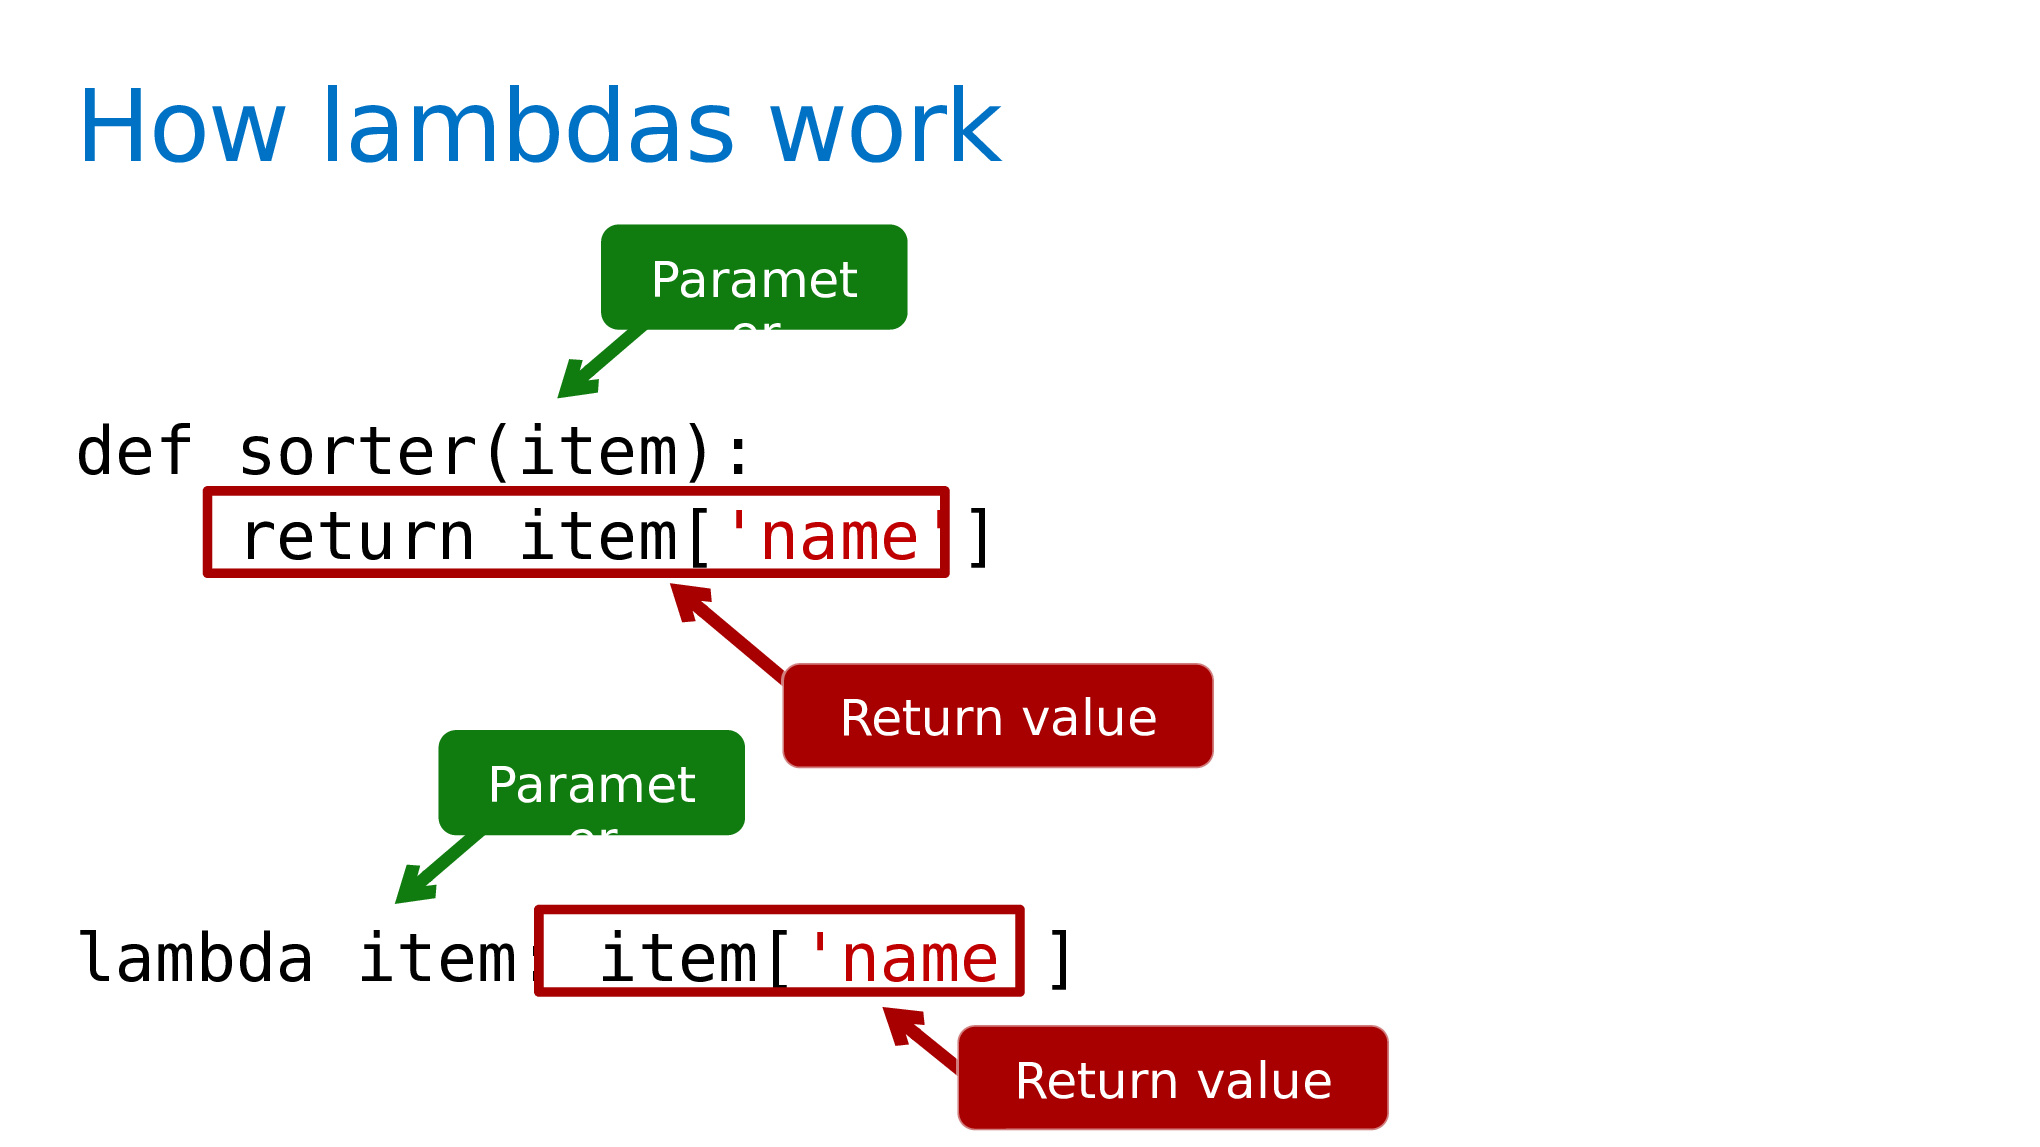 How lambdas work
Paramet
er
def sorter(item):
return item['name']
Return value
Paramet
er
lambda item: item['name']
Return value